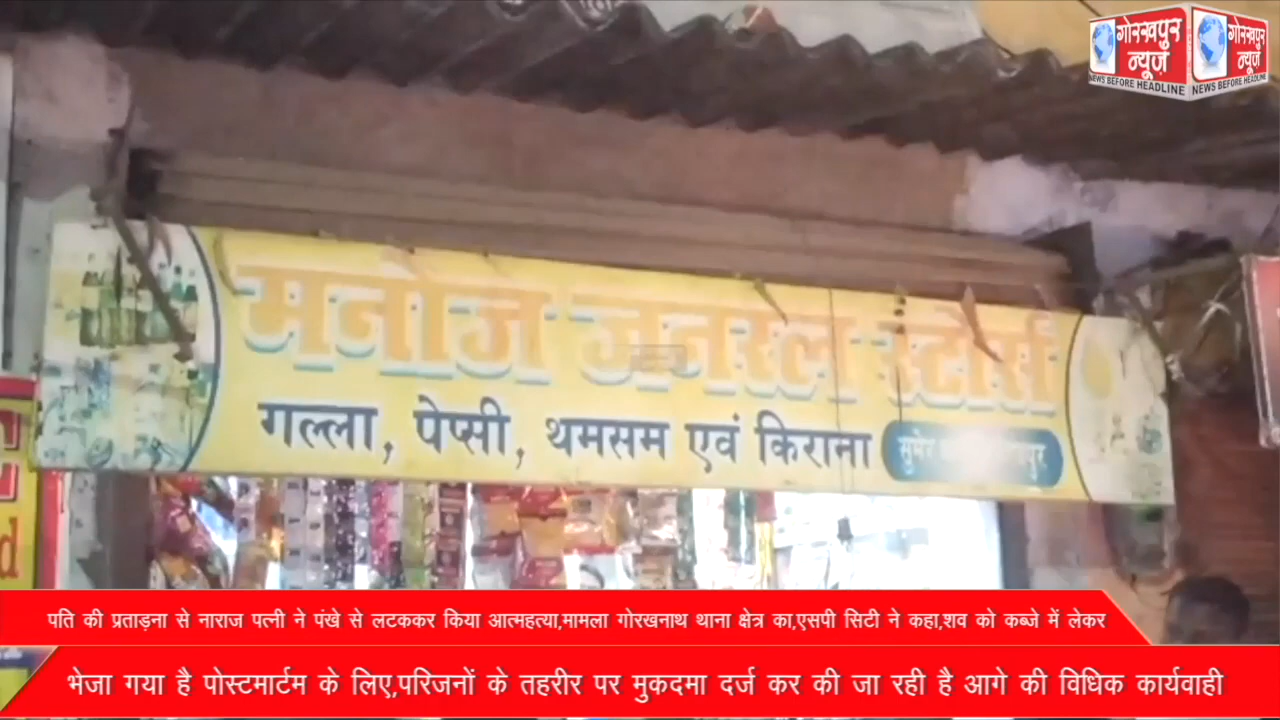 गोरखपुर गोरखपुर
न्यूज़ न्यूज़
NEWS BEFORE HEADLINE NEWS BEFORE HEADLINE
मनोज जनरल स्टोर्स
गल्ला, पेप्सी, थमसम एवं किराना
सुमेर
d
पति की प्रताड़ना से नाराज पत्नी ने पंखे से लटककर किया आत्महत्या,मामला गोरखनाथ थाना क्षेत्र का,एसपी सिटी ने कहा,शव को कब्जे में लेकर
भेजा गया है पोस्टमार्टम के लिए,परिजनों के तहरीर पर मुकदमा दर्ज कर की जा रही है आगे की विधिक कार्यवाही